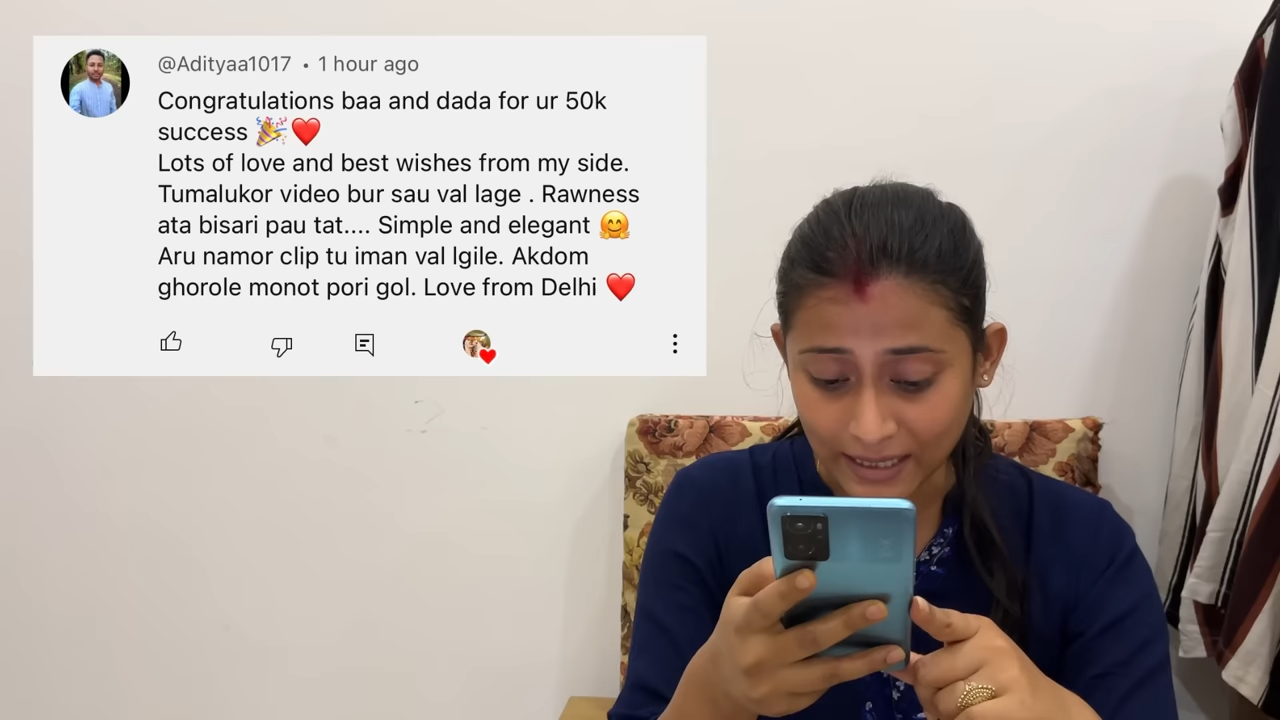 @Adityaa1017 • 1 hour ago
Congratulations baa and dada for ur 50k
success 🎉❤️
Lots of love and best wishes from my side.
Tumalukor video bur sau val lage . Rawness
ata bisari pau tat.... Simple and elegant 🤗
Aru namor clip tu iman val lgile. Akdom
ghorole monot pori gol. Love from Delhi ❤️